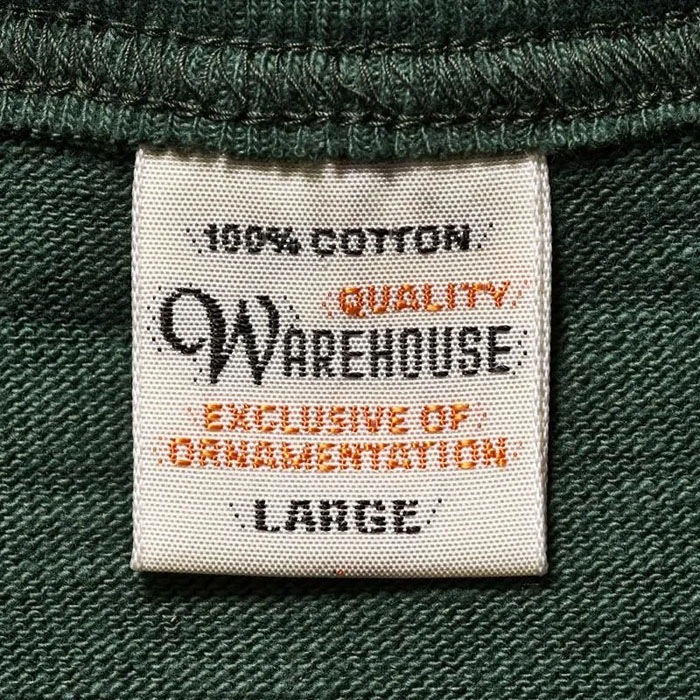 100% COTTON
QUALITY
WAREHOUSE
EXCLUSIVE OF
ORNAMENTATION
LARGE